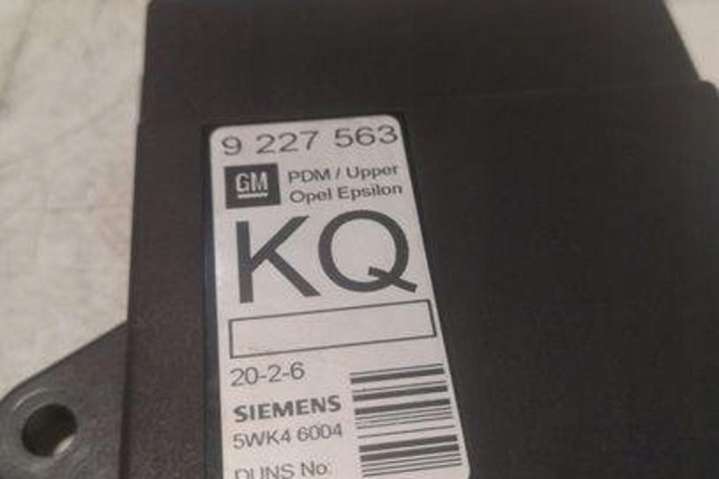 9 227 563
GM
PDM / Upper
Opel Epsilon
KQ
20-2-6
SIEMENS
5WK4 6004
DUNS No: